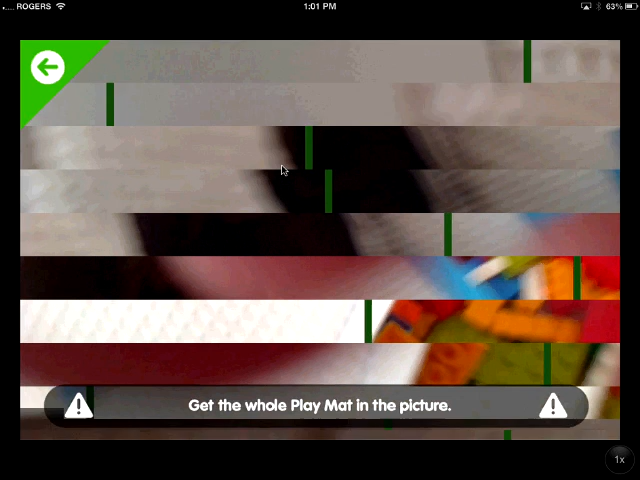 ROGERS 1:01 PM 63%
Get the whole Play Mat in the picture.
1x